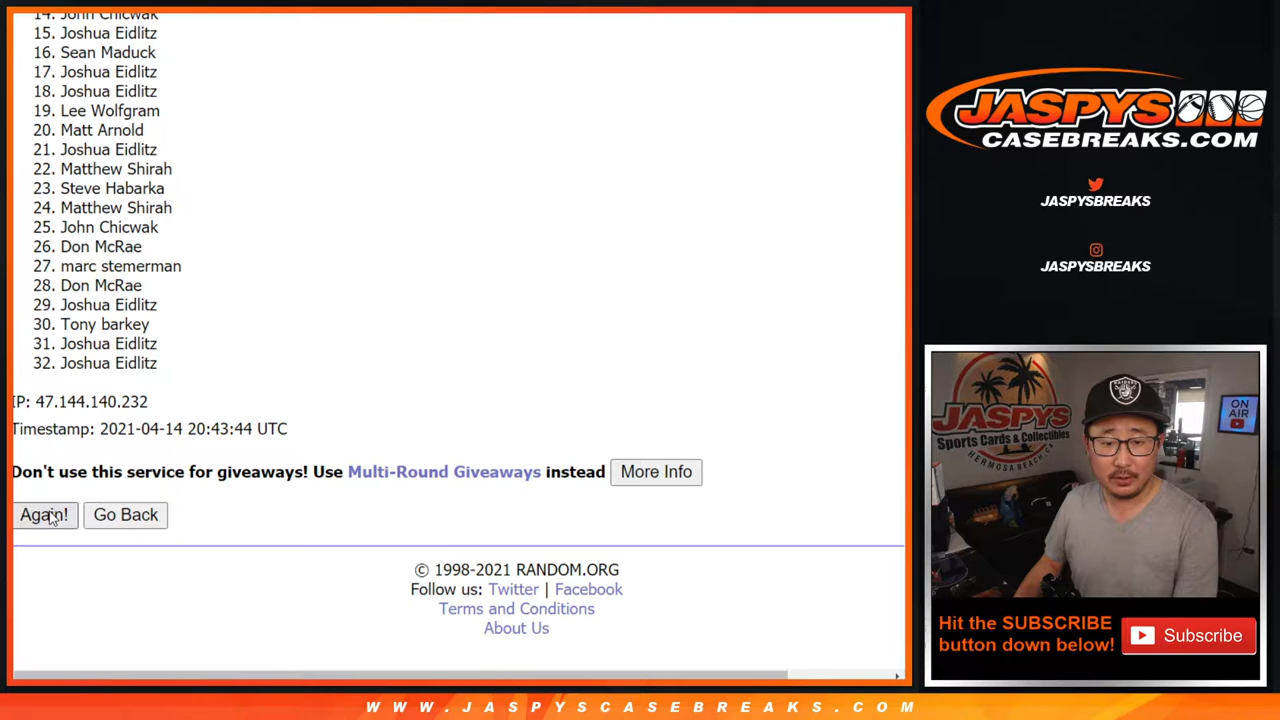 14. John Chicwak
15. Joshua Eidlitz
16. Sean Maduck
17. Joshua Eidlitz
18. Joshua Eidlitz
19. Lee Wolfgram
20. Matt Arnold
21. Joshua Eidlitz
22. Matthew Shirah
23. Steve Habarka
24. Matthew Shirah
25. John Chicwak
26. Don McRae
27. marc stemerman
28. Don McRae
29. Joshua Eidlitz
30. Tony barkey
31. Joshua Eidlitz
32. Joshua Eidlitz
IP: 47.144.140.232
Timestamp: 2021-04-14 20:43:44 UTC
Don't use this service for giveaways! Use Multi-Round Giveaways instead More Info
Again! Go Back
© 1998-2021 RANDOM.ORG
Follow us: Twitter | Facebook
Terms and Conditions
About Us
JASPYS
CASEBREAKS.COM
JASPYSBREAKS
JASPYSBREAKS
JASPYS
Sports Cards & Collectibles
HERMOSA BEACH, CA
RAIDERS
ON
AIR
Hit the SUBSCRIBE
button down below!
Subscribe
WWW.JASPYSCASEBREAKS.COM